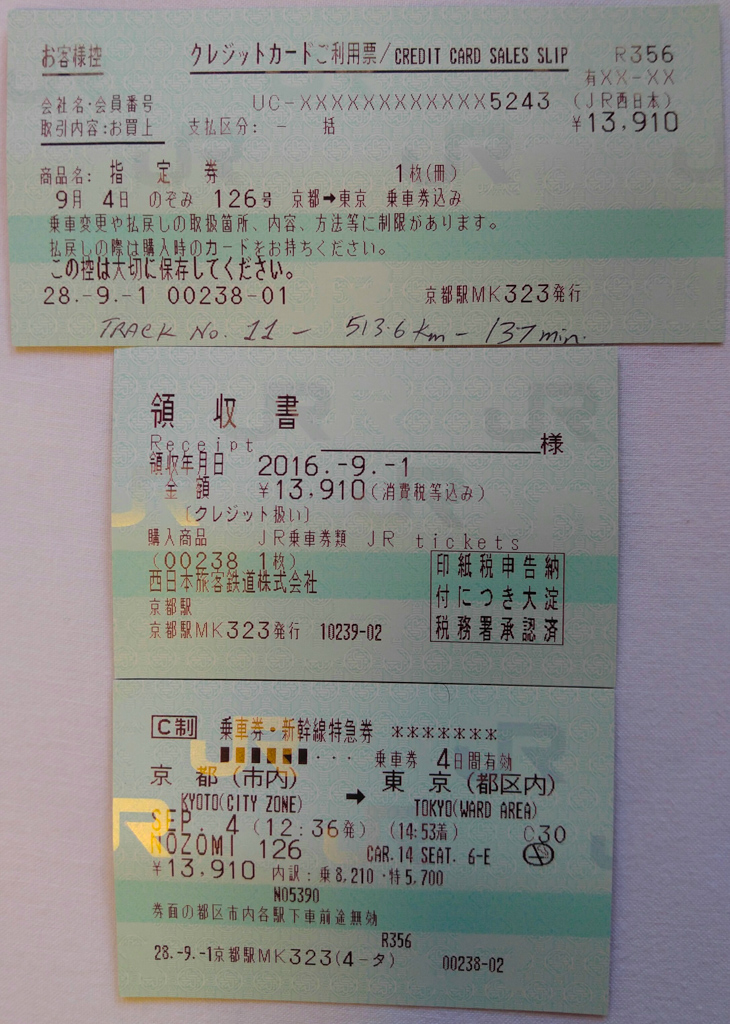 お客様控 クレジットカードご利用票/CREDIT CARD SALES SLIP R356
有XX-XX
会社名・会員番号 UC-XXXXXXXXXXXX5243 (JR西日本)
取引内容:お買上 支払区分: 一 括 ¥13,910
商品名: 指 定 券 1枚(冊)
9月 4日 のぞみ 126号 京都➡東京 乗車券込み
乗車変更や払戻しの取扱箇所、内容、方法等に制限があります。
払戻しの際は購入時のカードをお持ちください。
この控は大切に保存してください。
28.-9.-1 00238-01 京都駅MK323発行
TRACK No. 11 - 513.6 Km - 137 min.
領 収 書
Receipt 様
領収年月日 2016.-9.-1
金 額 ¥13,910(消費税等込み)
〔クレジット扱い〕
購入商品 JR乗車券類 JR tickets
(00238 1枚)
西日本旅客鉄道株式会社
京都駅
京都駅MK323発行 10239-02
印紙税申告納
付につき大淀
税務署承認済
C制 乗車券・新幹線特急券 ********
・・・ 乗車券 4日間有効
京 都(市内) ➡ 東 京(都区内)
KYOTO(CITY ZONE) TOKYO(WARD AREA)
SEP. 4 (12:36発) (14:53着) C30
NOZOMI 126 CAR.14 SEAT. 6-E
¥13,910 内訳:乗8,210・特5,700
N05390
券面の都区市内各駅下車前途無効
R356
28.-9.-1京都駅MK323(4-タ) 00238-02